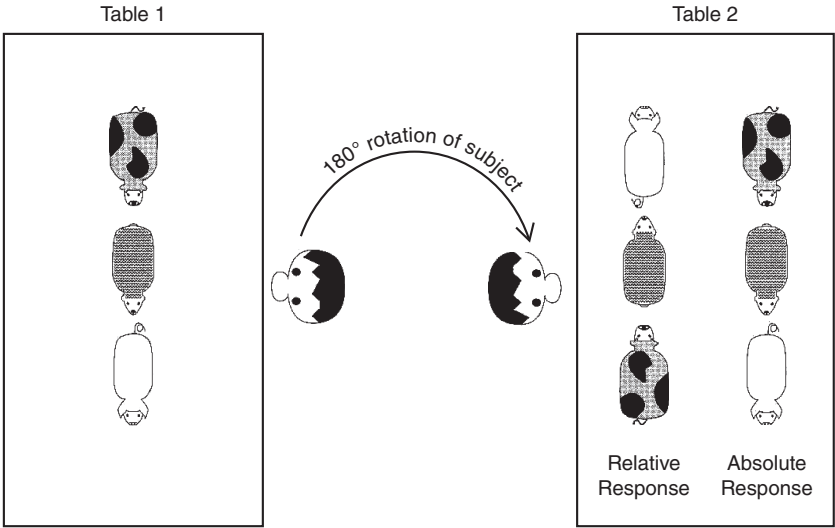 Table 1
Table 2
180° rotation of subject
Relative
Response
Absolute
Response